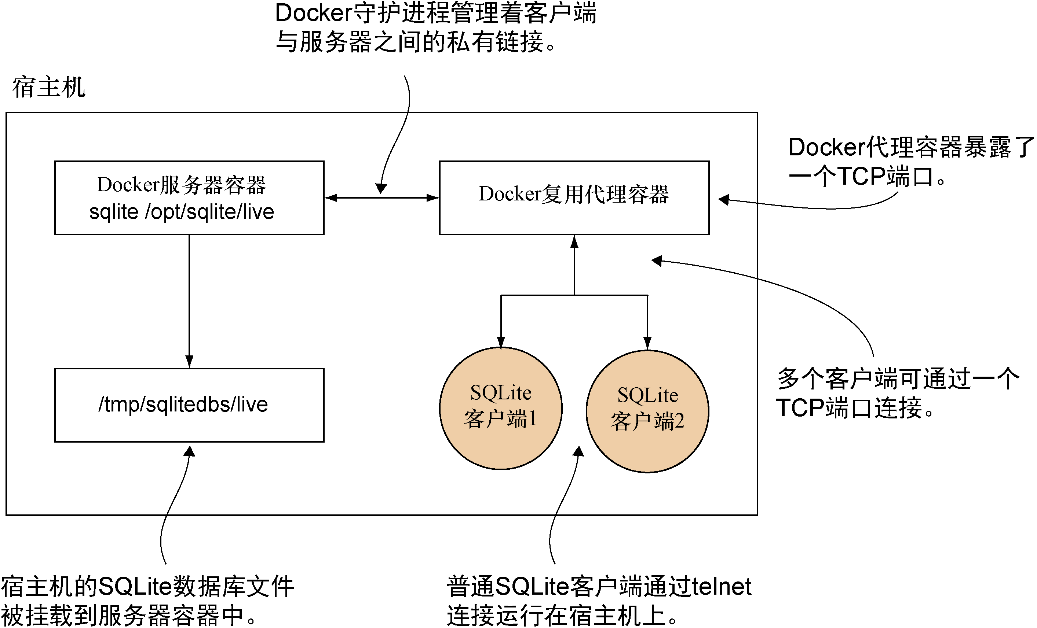 Docker守护进程管理着客户端
与服务器之间的私有链接。
宿主机
Docker代理容器暴露了
一个TCP端口。
Docker服务器容器
sqlite /opt/sqlite/live
Docker复用代理容器
/tmp/sqlitedbs/live
SQLite
客户端1
SQLite
客户端2
多个客户端可通过一个
TCP端口连接。
宿主机的SQLite数据库文件
被挂载到服务器容器中。
普通SQLite客户端通过telnet
连接运行在宿主机上。